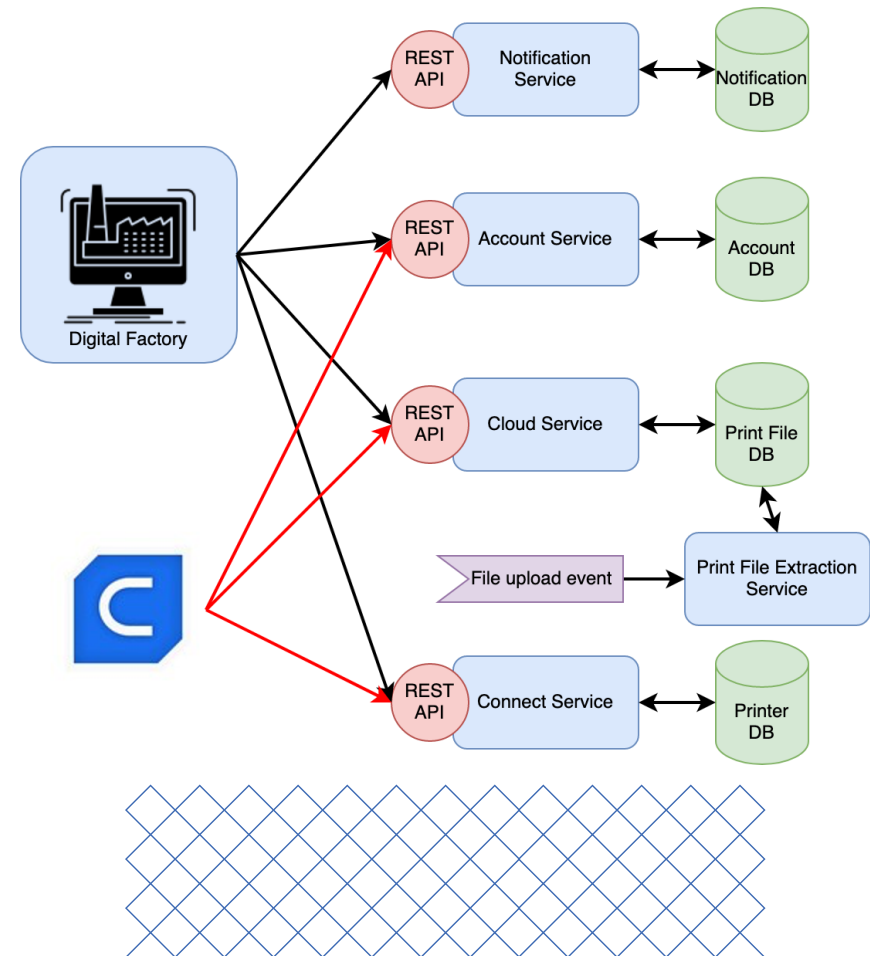 REST
API
Notification
Service
Notification
DB
Digital Factory
REST
API
Account Service
Account
DB
REST
API
Cloud Service
Print File
DB
File upload event
Print File Extraction
Service
REST
API
Connect Service
Printer
DB